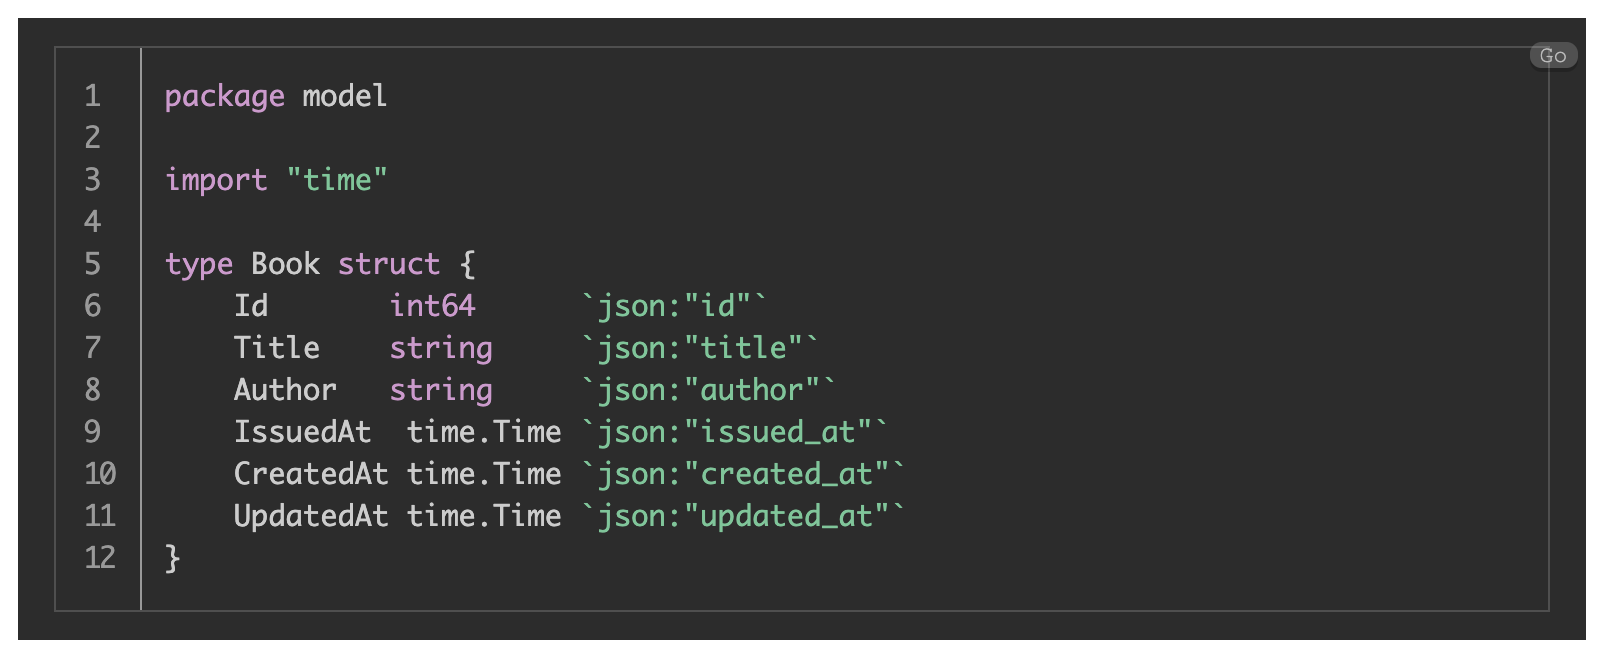 Go
1 package model
2
3 import "time"
4
5 type Book struct {
6     Id       int64      `json:"id"`
7     Title    string     `json:"title"`
8     Author   string     `json:"author"`
9     IssuedAt  time.Time `json:"issued_at"`
10     CreatedAt time.Time `json:"created_at"`
11     UpdatedAt time.Time `json:"updated_at"`
12 }